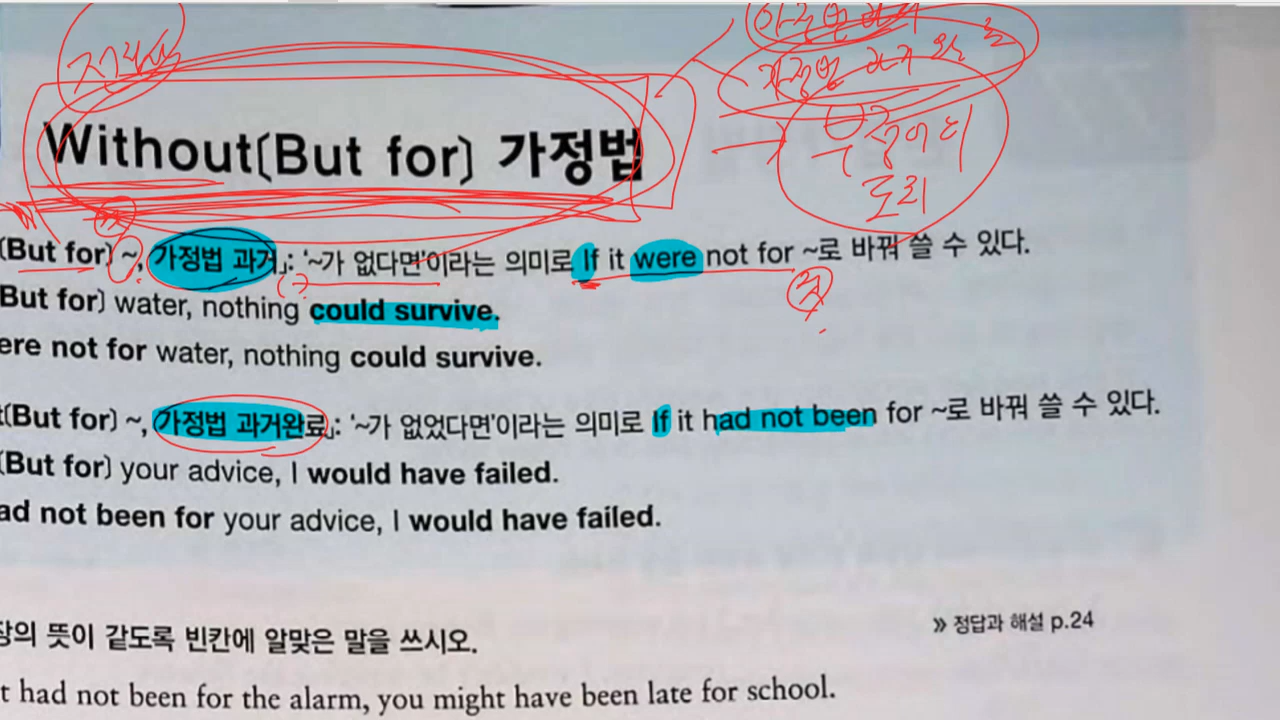 가정법 과거완료
Without(But for) 가정법
(But for) ~, 가정법 과거」: '~가 없다면'이라는 의미로 If it were not for ~로 바꿔 쓸 수 있다.
But for) water, nothing could survive.
ere not for water, nothing could survive.
t(But for) ~, 가정법 과거완료」: '~가 없었다면'이라는 의미로 If it had not been for ~로 바꿔 쓸 수 있다.
(But for) your advice, I would have failed.
ad not been for your advice, I would have failed.
» 정답과 해설 p.24
장의 뜻이 같도록 빈칸에 알맞은 말을 쓰시오.
t had not been for the alarm, you might have been late for school.